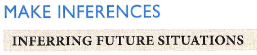 MAKE INFERENCES
INFERRING FUTURE SITUATIONS